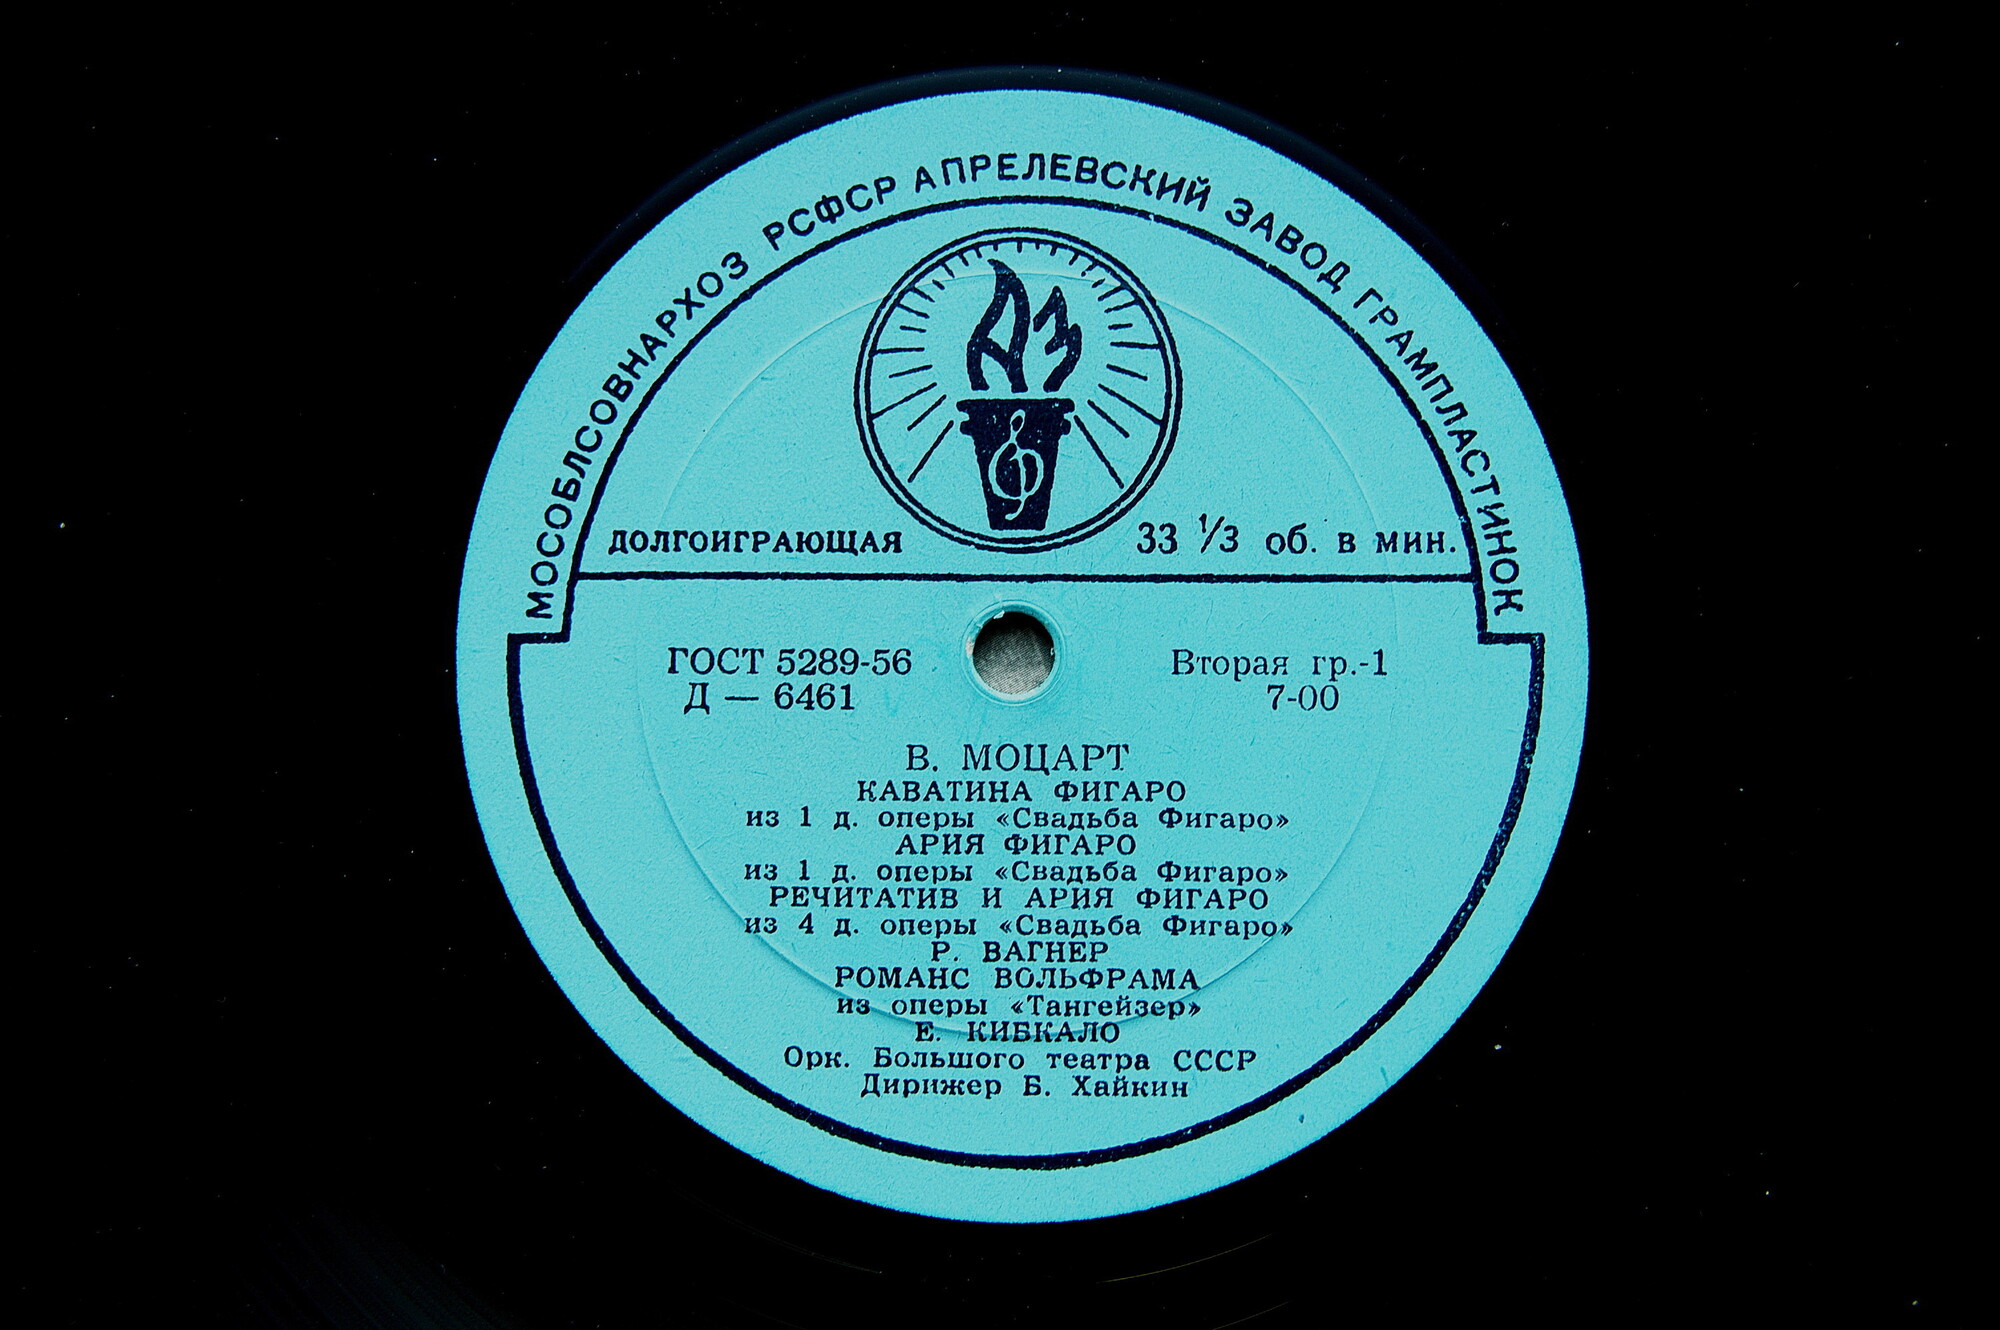 МОСОБЛСОВНАРХОЗ РСФСР АПРЕЛЕВСКИЙ ЗАВОД ГРАМПЛАСТИНОК
АЗ
ДОЛГОИГРАЮЩАЯ 33 1/3 об. в мин.
ГОСТ 5289-56 Вторая гр.-1
Д — 6461 7-00
В. МОЦАРТ
КАВАТИНА ФИГАРО
из 1 д. оперы «Свадьба Фигаро»
АРИЯ ФИГАРО
из 1 д. оперы «Свадьба Фигаро»
РЕЧИТАТИВ И АРИЯ ФИГАРО
из 4 д. оперы «Свадьба Фигаро»
Р. ВАГНЕР
РОМАНС ВОЛЬФРАМА
из оперы «Тангейзер»
Е. КИБКАЛО
Орк. Большого театра СССР
Дирижер Б. Хайкин